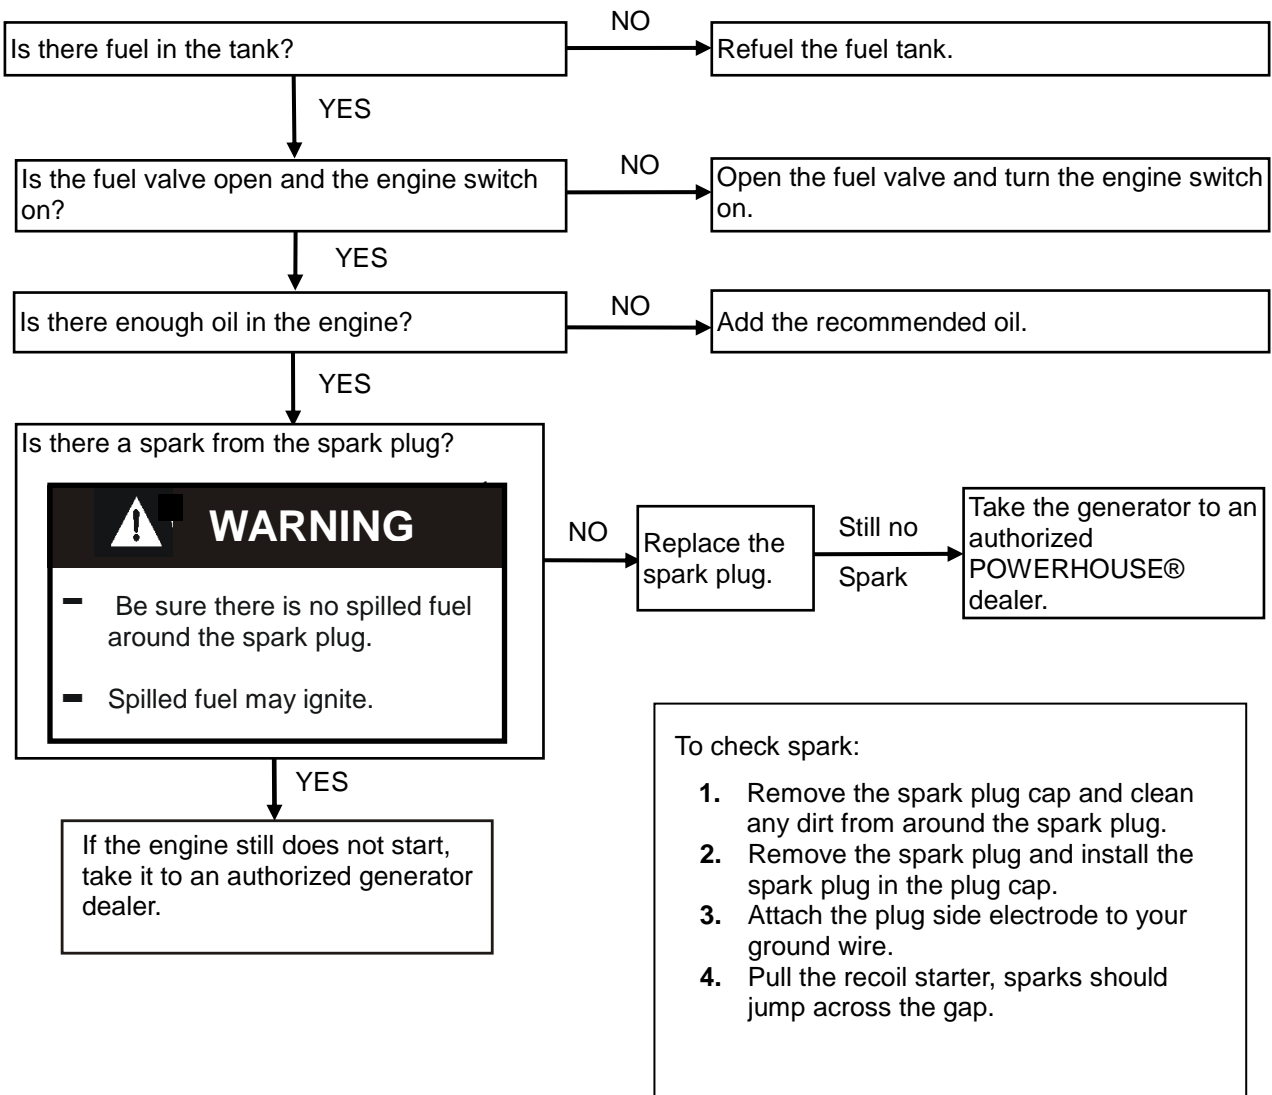 NO
Is there fuel in the tank?
Refuel the fuel tank.
YES
Is the fuel valve open and the engine switch
on?
NO
Open the fuel valve and turn the engine switch
on.
YES
Is there enough oil in the engine?
NO
Add the recommended oil.
YES
Is there a spark from the spark plug?
WARNING
- Be sure there is no spilled fuel
around the spark plug.
- Spilled fuel may ignite.
NO
Replace the
spark plug.
Still no
Spark
Take the generator to an
authorized
POWERHOUSE®
dealer.
YES
If the engine still does not start,
take it to an authorized generator
dealer.
To check spark:
1. Remove the spark plug cap and clean
any dirt from around the spark plug.
2. Remove the spark plug and install the
spark plug in the plug cap.
3. Attach the plug side electrode to your
ground wire.
4. Pull the recoil starter, sparks should
jump across the gap.